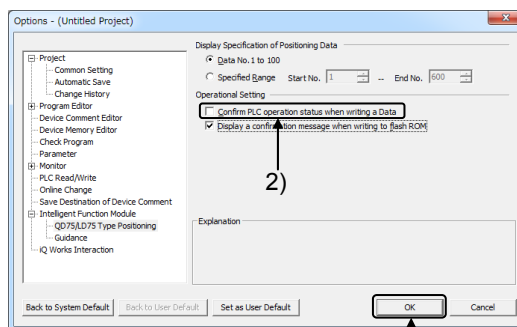 Options - (Untitled Project)
Project
Common Setting
Automatic Save
Change History
Program Editor
Device Comment Editor
Device Memory Editor
Check Program
Parameter
Monitor
PLC Read/Write
Online Change
Save Destination of Device Comment
Intelligent Function Module
QD75/LD75 Type Positioning
Guidance
iQ Works Interaction
Display Specification of Positioning Data
Data No. 1 to 100
Specified Range Start No. 1 -- End No. 600
Operational Setting
Confirm PLC operation status when writing a Data
Display a confirmation message when writing to flash ROM
2)
Explanation
Back to System Default Back to User Default Set as User Default OK Cancel